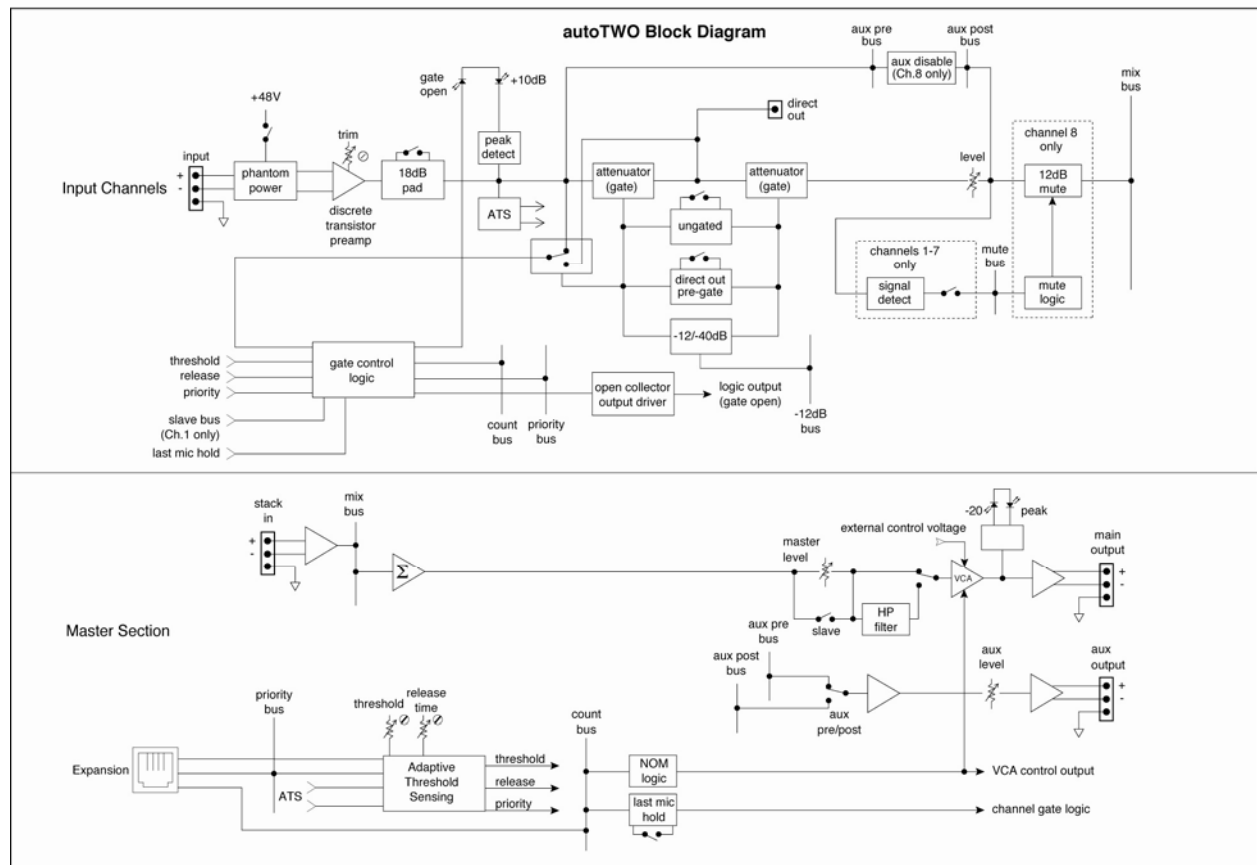 autoTWO Block Diagram
aux pre
bus
aux post
bus
aux disable
(Ch.8 only)
mix
bus
gate
open
+10dB
direct
out
+48V
trim
peak
detect
channel 8
only
input
+
-
phantom
power
18dB
pad
attenuator
(gate)
attenuator
(gate)
level
12dB
mute
Input Channels
discrete
transistor
preamp
ATS
ungated
channels 1-7
only
mute
bus
direct out
pre-gate
signal
detect
mute
logic
-12/-40dB
threshold
release
priority
gate control
logic
open collector
output driver
logic output
(gate open)
slave bus
(Ch.1 only)
last mic hold
count
bus
priority
bus
-12dB
bus
stack
in
mix
bus
-20
peak
external control voltage
+
-
master
level
main
output
Σ
VCA
+
-
HP
filter
slave
Master Section
aux pre
bus
aux post
bus
aux
level
aux
output
+
-
priority
bus
threshold
release
time
count
bus
aux
pre/post
Expansion
Adaptive
Threshold
Sensing
threshold
release
priority
ATS
NOM
logic
VCA control output
last mic
hold
channel gate logic